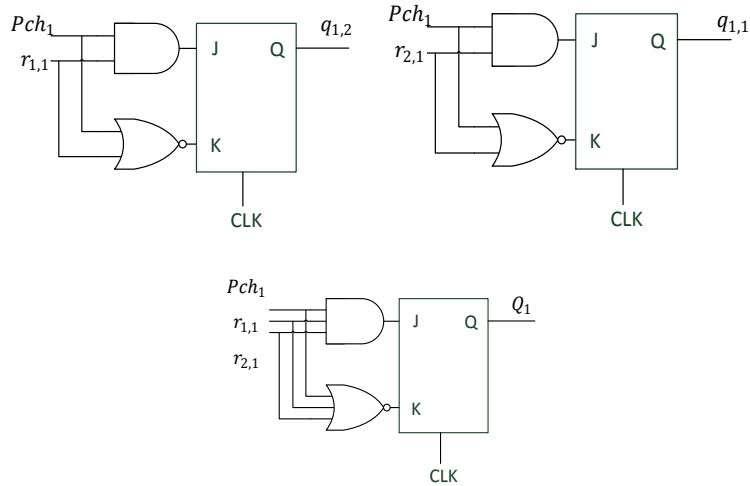 Pch₁
r₁,₁
J Q
q₁,₂
K
CLK
Pch₁
r₂,₁
J Q
q₁,₁
K
CLK
Pch₁
r₁,₁
r₂,₁
J Q
Q₁
K
CLK